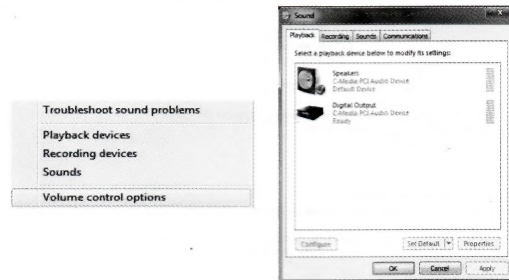 Troubleshoot sound problems
Playback devices
Recording devices
Sounds
Volume control options
Sound
Playback Recording Sounds Communications
Select a playback device below to modify its settings:
Speakers
C-Media PCI Audio Device
Default Device
Digital Output
C-Media PCI Audio Device
Ready
Configure Set Default Properties
OK Cancel Apply